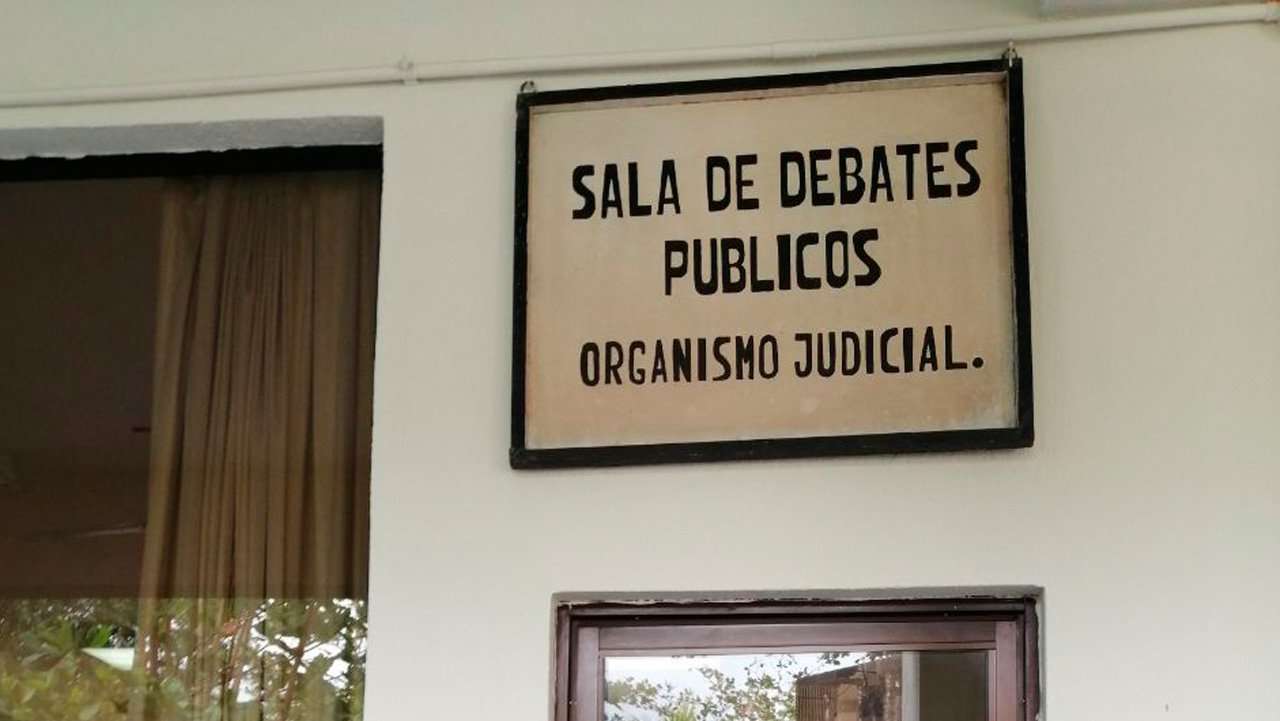 SALA DE DEBATES
PUBLICOS
ORGANISMO JUDICIAL.